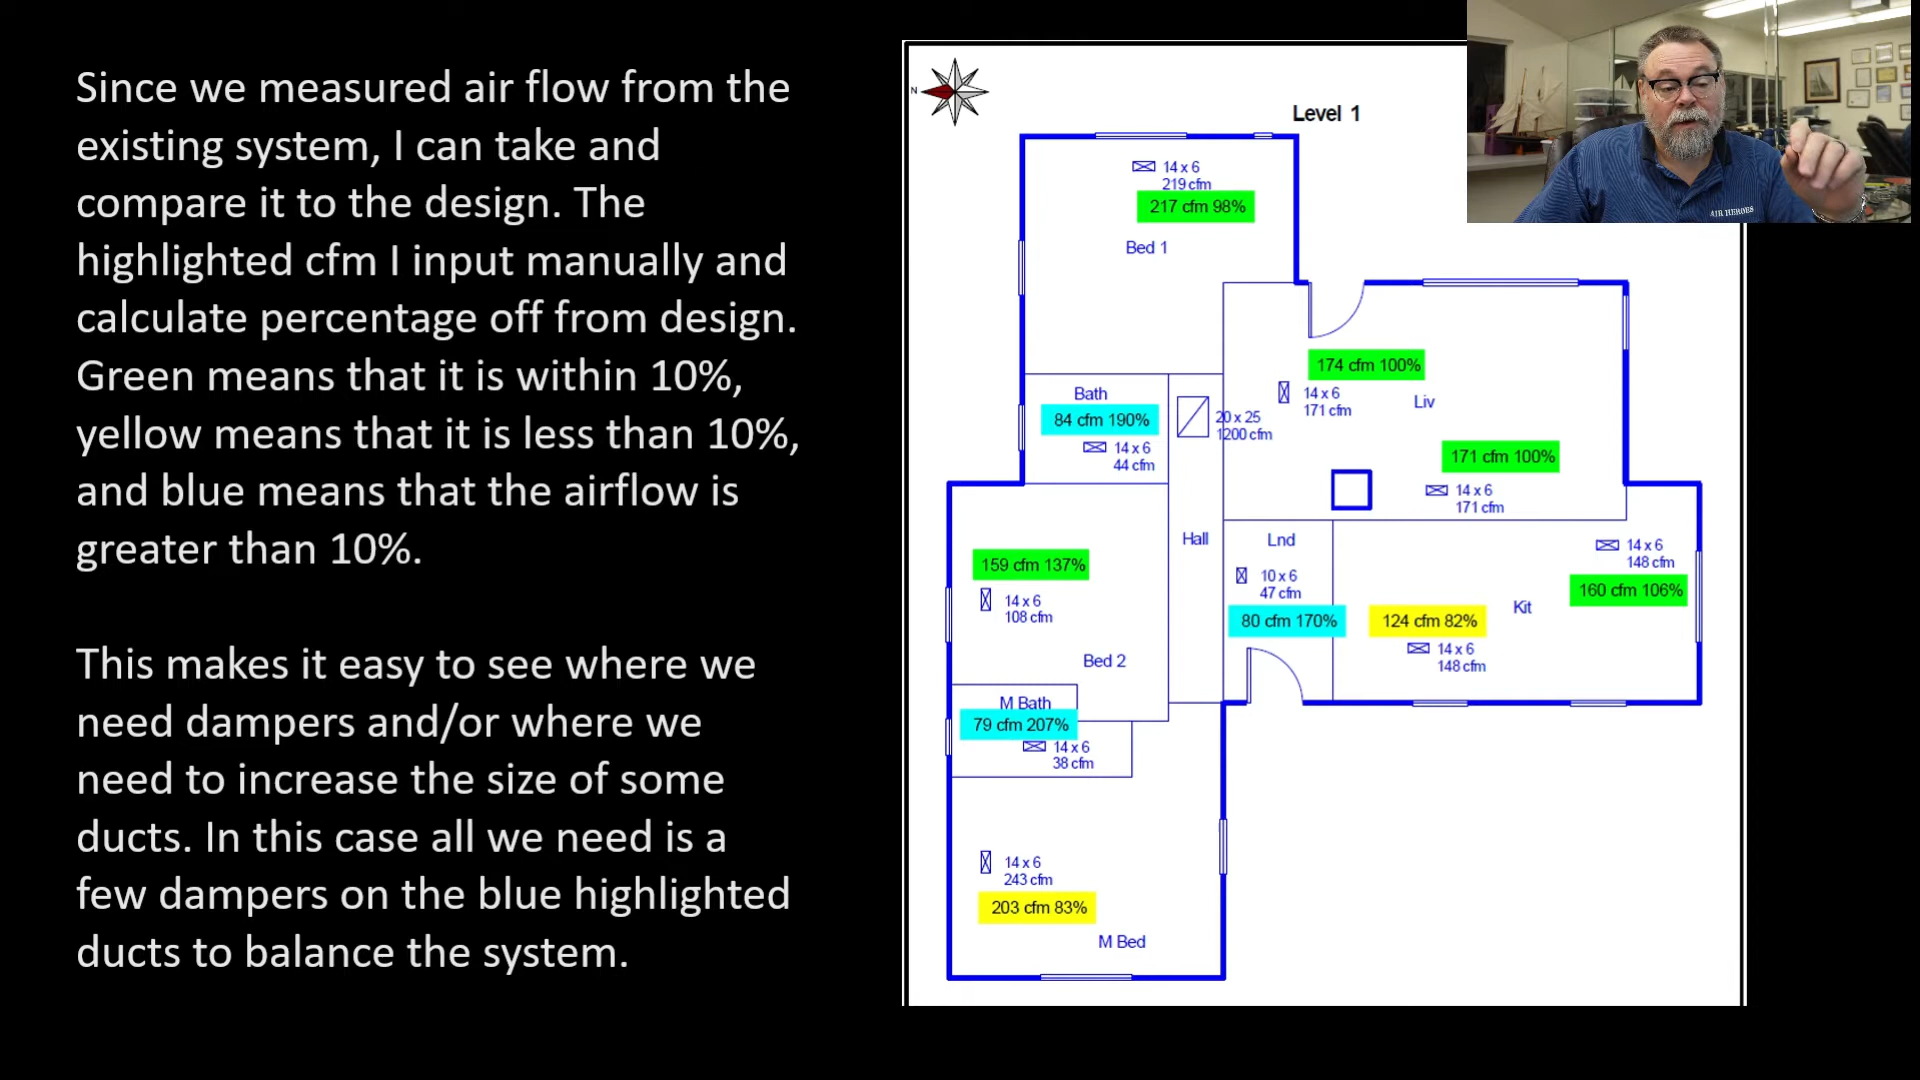 Since we measured air flow from the
existing system, I can take and
compare it to the design. The
highlighted cfm I input manually and
calculate percentage off from design.
Green means that it is within 10%,
yellow means that it is less than 10%,
and blue means that the airflow is
greater than 10%.
This makes it easy to see where we
need dampers and/or where we
need to increase the size of some
ducts. In this case all we need is a
few dampers on the blue highlighted
ducts to balance the system.
N
Level 1
14 x 6
219 cfm
217 cfm 98%
Bed 1
174 cfm 100%
14 x 6
171 cfm
Liv
Bath
84 cfm 190%
14 x 6
44 cfm
20 x 25
1200 cfm
171 cfm 100%
14 x 6
171 cfm
Hall
Lnd
10 x 6
47 cfm
80 cfm 170%
14 x 6
148 cfm
160 cfm 106%
Kit
124 cfm 82%
14 x 6
148 cfm
159 cfm 137%
14 x 6
108 cfm
Bed 2
M Bath
79 cfm 207%
14 x 6
38 cfm
14 x 6
243 cfm
203 cfm 83%
M Bed
AIR HEROES